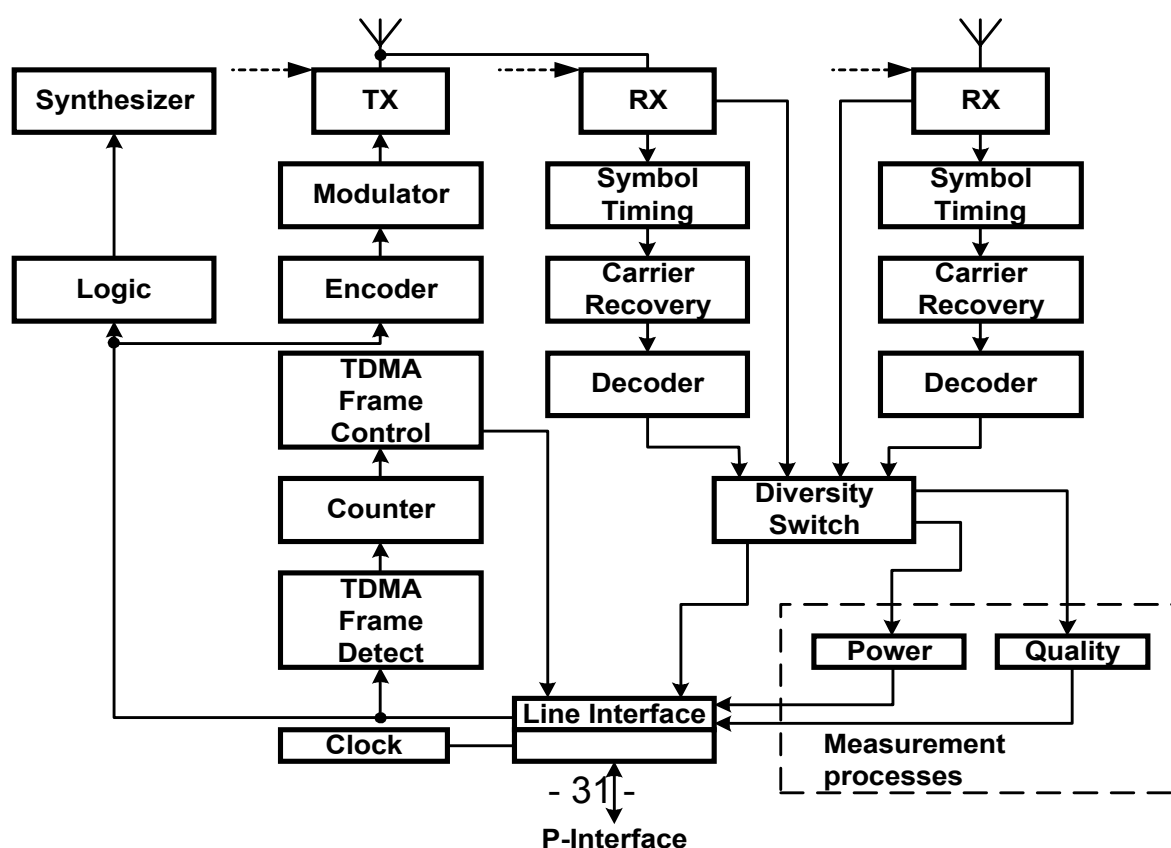 Synthesizer
TX
RX
RX
Modulator
Symbol
Timing
Symbol
Timing
Logic
Encoder
Carrier
Recovery
Carrier
Recovery
TDMA
Frame
Control
Decoder
Decoder
Counter
Diversity
Switch
TDMA
Frame
Detect
Power
Quality
Line Interface
Clock
Measurement
processes
- 31 -
P-Interface